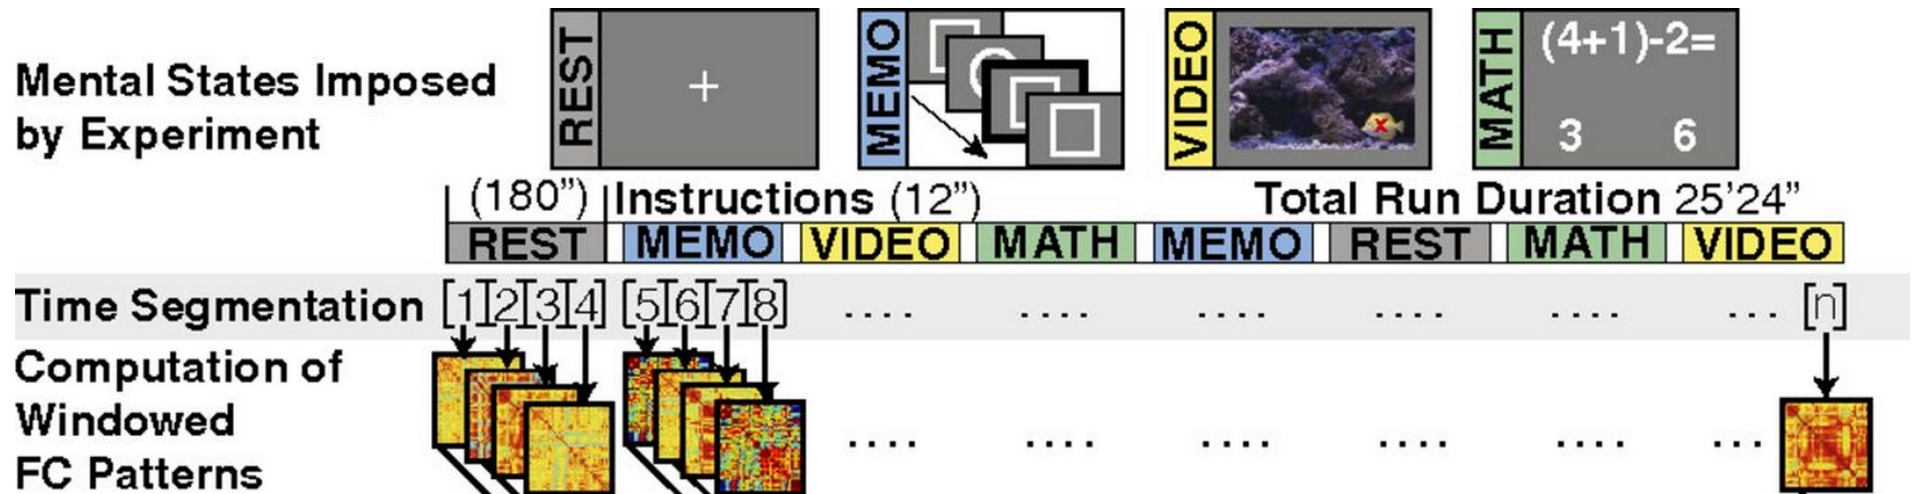 Mental States Imposed
by Experiment
REST
+
MEMO
VIDEO
x
MATH
(4+1)-2=
3 6
(180”) Instructions (12”) Total Run Duration 25’24”
REST MEMO VIDEO MATH MEMO REST MATH VIDEO
Time Segmentation [1][2][3][4] [5][6][7][8] .... .... .... .... .... ... [n]
Computation of
Windowed
FC Patterns
.... .... .... .... .... ...